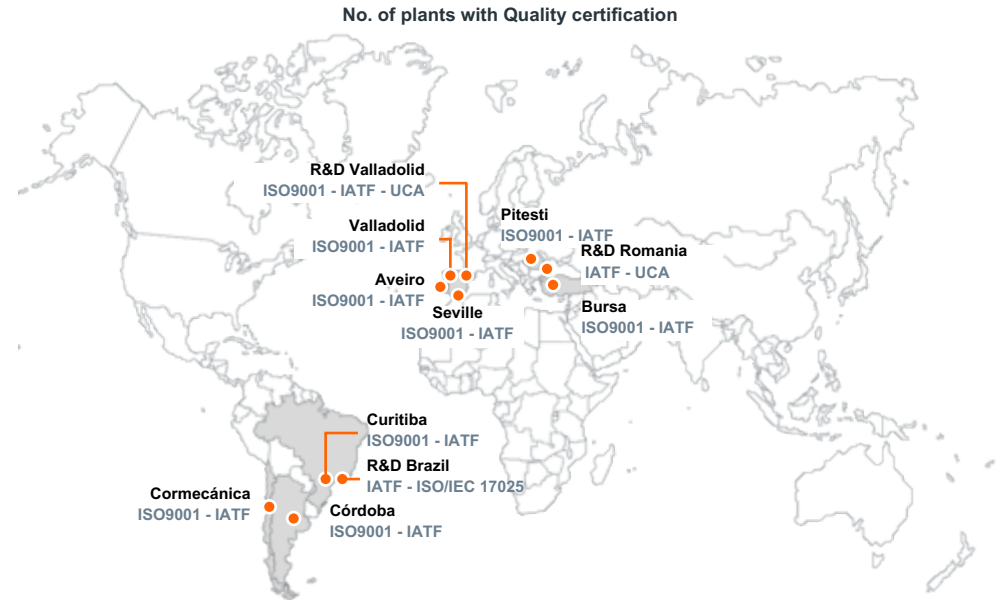 No. of plants with Quality certification
R&D Valladolid
ISO9001 - IATF - UCA
Valladolid
ISO9001 - IATF
Aveiro
ISO9001 - IATF
Seville
ISO9001 - IATF
Pitesti
ISO9001 - IATF
R&D Romania
IATF - UCA
Bursa
ISO9001 - IATF
Curitiba
ISO9001 - IATF
R&D Brazil
IATF - ISO/IEC 17025
Cormecánica
ISO9001 - IATF
Córdoba
ISO9001 - IATF